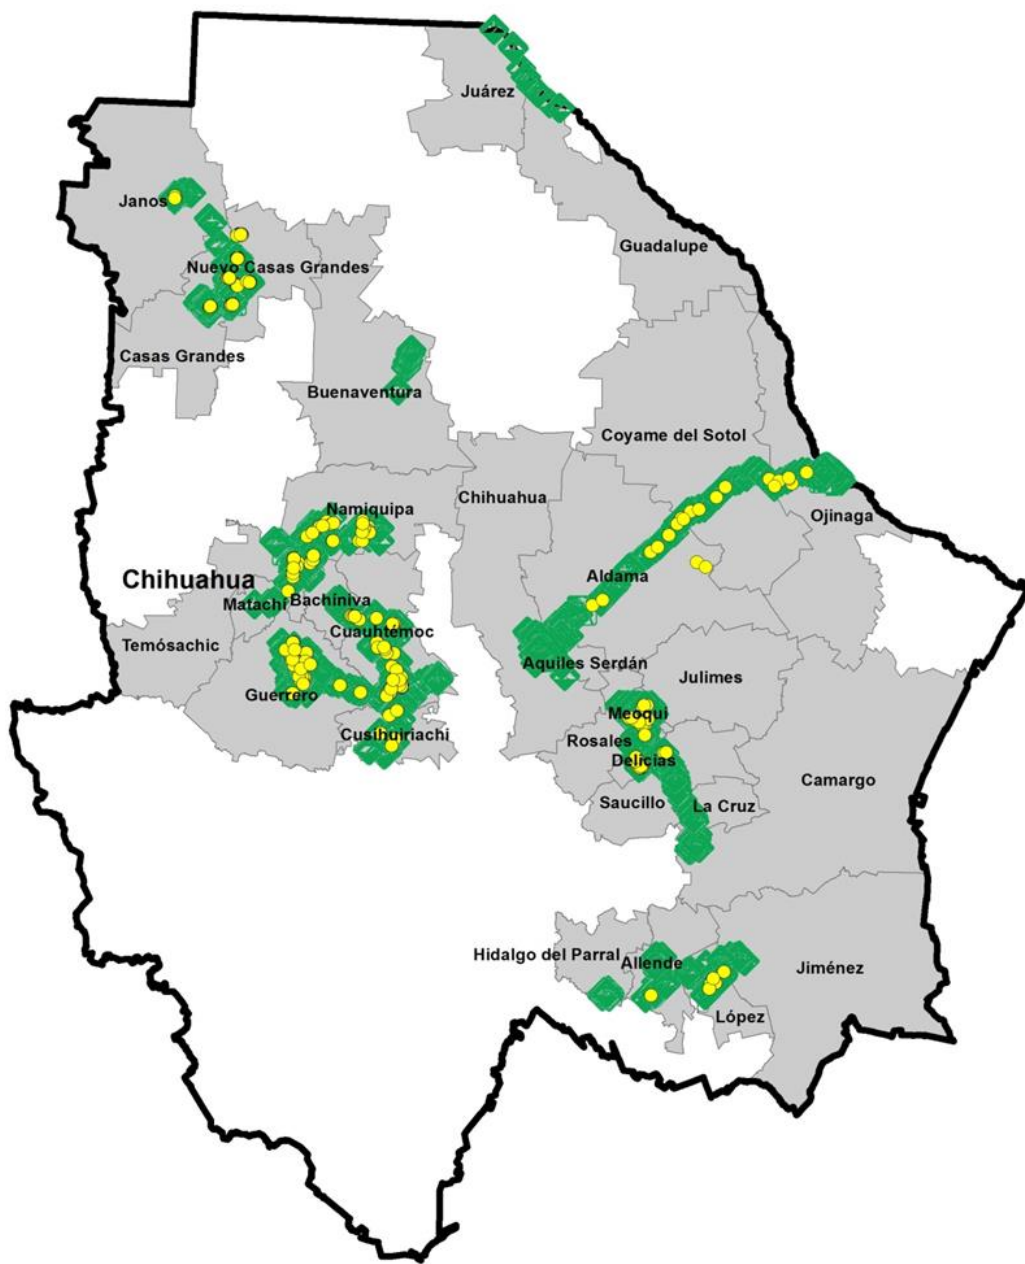 Juárez
Janos
Guadalupe
Nuevo Casas Grandes
Casas Grandes
Buenaventura
Coyame del Sotol
Chihuahua
Namiquipa
Ojinaga
Chihuahua
Aldama
Matachí
Bachíniva
Cuauhtémoc
Temósachic
Aquiles Serdán
Julimes
Guerrero
Meoqui
Cusihuiriachi
Rosales
Delicias
Camargo
Saucillo
La Cruz
Hidalgo del Parral
Allende
Jiménez
López